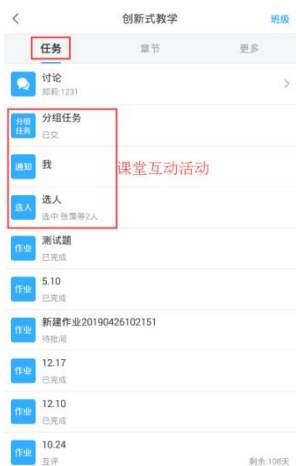 创新式教学
班级
任务
章节
更多
讨论
郑莉:1231
分组任务
分组任务
已交
通知
我
课堂互动活动
选人
选人
选中:张霭等2人
作业
测试题
已完成
作业
5.10
已完成
作业
新建作业20190426102151
待批阅
作业
12.17
已完成
作业
12.10
已完成
作业
10.24
互评
剩余:108天